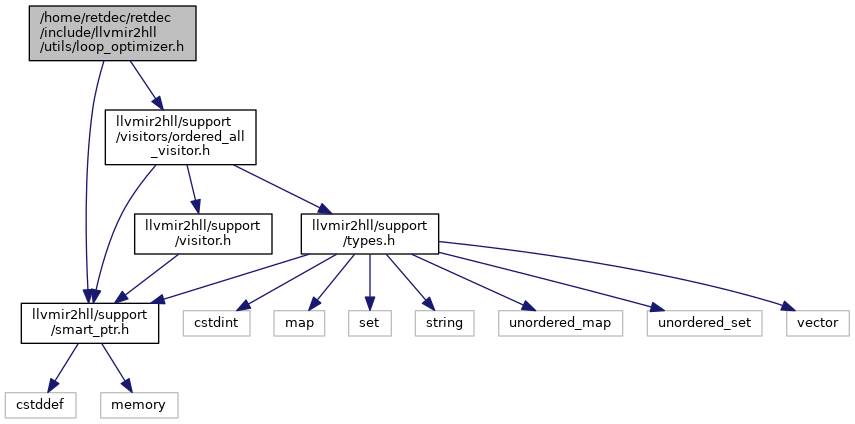 /home/retdec/retdec
/include/llvmir2hll
/utils/loop_optimizer.h
llvmir2hll/support
/visitors/ordered_all
_visitor.h
llvmir2hll/support
/visitor.h
llvmir2hll/support
/types.h
llvmir2hll/support
/smart_ptr.h
cstdint
map
set
string
unordered_map
unordered_set
vector
cstddef
memory